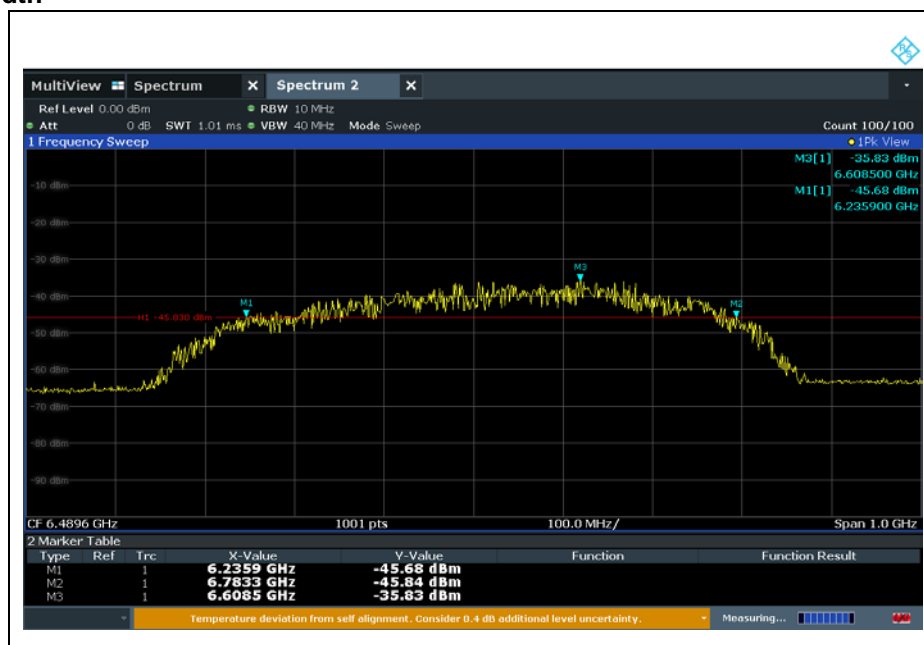 R&S
MultiView Spectrum X Spectrum 2 X
Ref Level 0.00 dBm RBW 10 MHz
Att 0 dB SWT 1.01 ms VBW 40 MHz Mode Sweep Count 100/100
1 Frequency Sweep 1Pk View
M3[1] -35.83 dBm
6.608500 GHz
-10 dBm
M1[1] -45.68 dBm
6.235900 GHz
-20 dBm
-30 dBm
M3
-40 dBm
M1 M2
H1 -45.830 dBm
-50 dBm
-60 dBm
-70 dBm
-80 dBm
-90 dBm
CF 6.4896 GHz 1001 pts 100.0 MHz/ Span 1.0 GHz
2 Marker Table
Type Ref Trc X-Value Y-Value Function Function Result
M1 1 6.2359 GHz -45.68 dBm
M2 1 6.7833 GHz -45.84 dBm
M3 1 6.6085 GHz -35.83 dBm
Temperature deviation from self alignment. Consider 0.4 dB additional level uncertainty. Measuring...